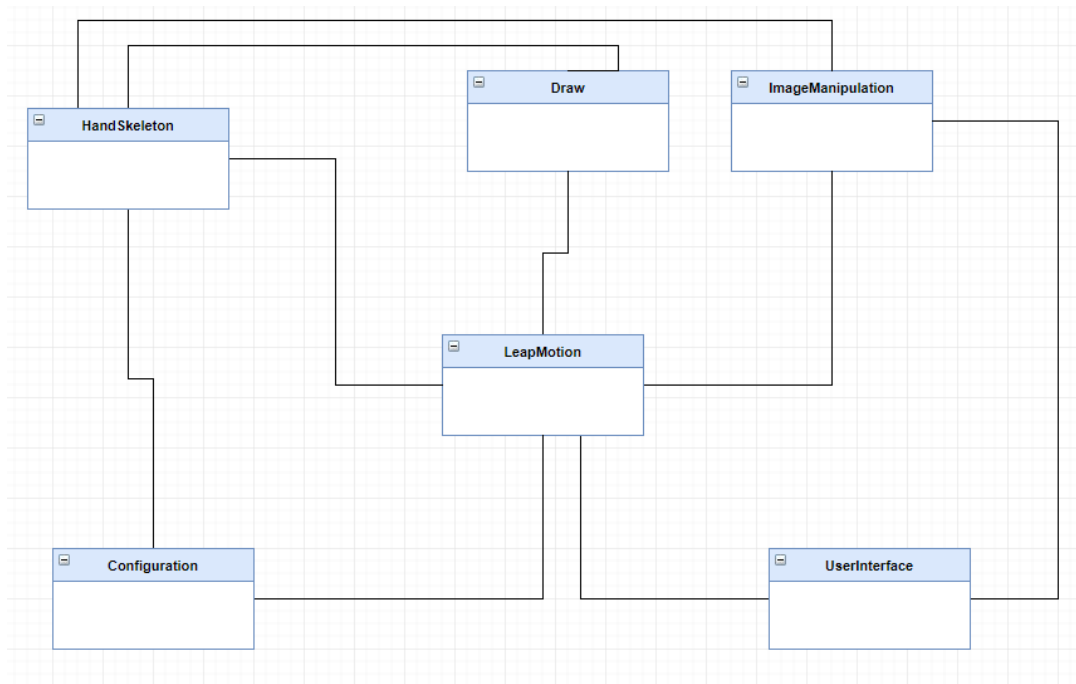 Draw
ImageManipulation
HandSkeleton
LeapMotion
Configuration
UserInterface